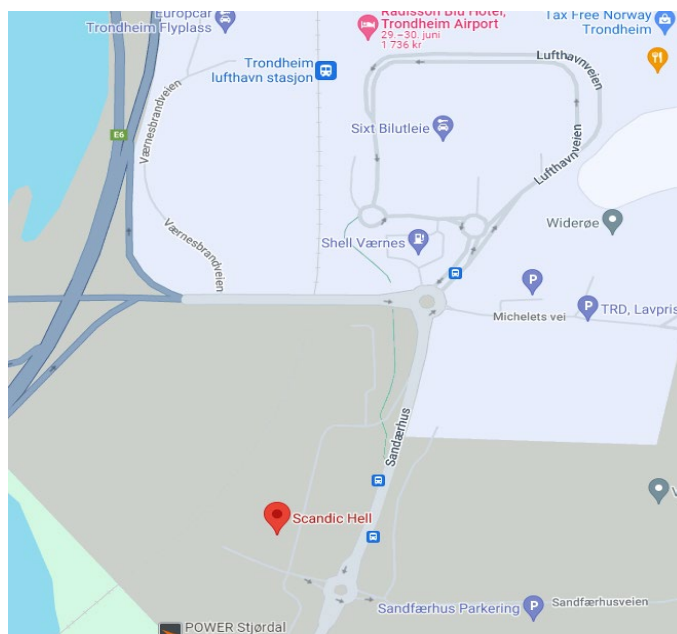 Europcar
Trondheim Flyplass
Radisson Blu Hotel,
Trondheim Airport
29.–30. juni
1 736 kr
Tax Free Norway
Trondheim
Trondheim
lufthavn stasjon
Lufthavnveien
Sixt Bilutleie
E6
Værnesbrandveien
Lufthavnveien
Værnesbrandveien
Shell Værnes
Widerøe
P
P
TRD, Lavpris
Michelets vei
Sandærhus
Scandic Hell
V
Sandfærhus Parkering
P
Sandfærhusveien
POWER Stjørdal